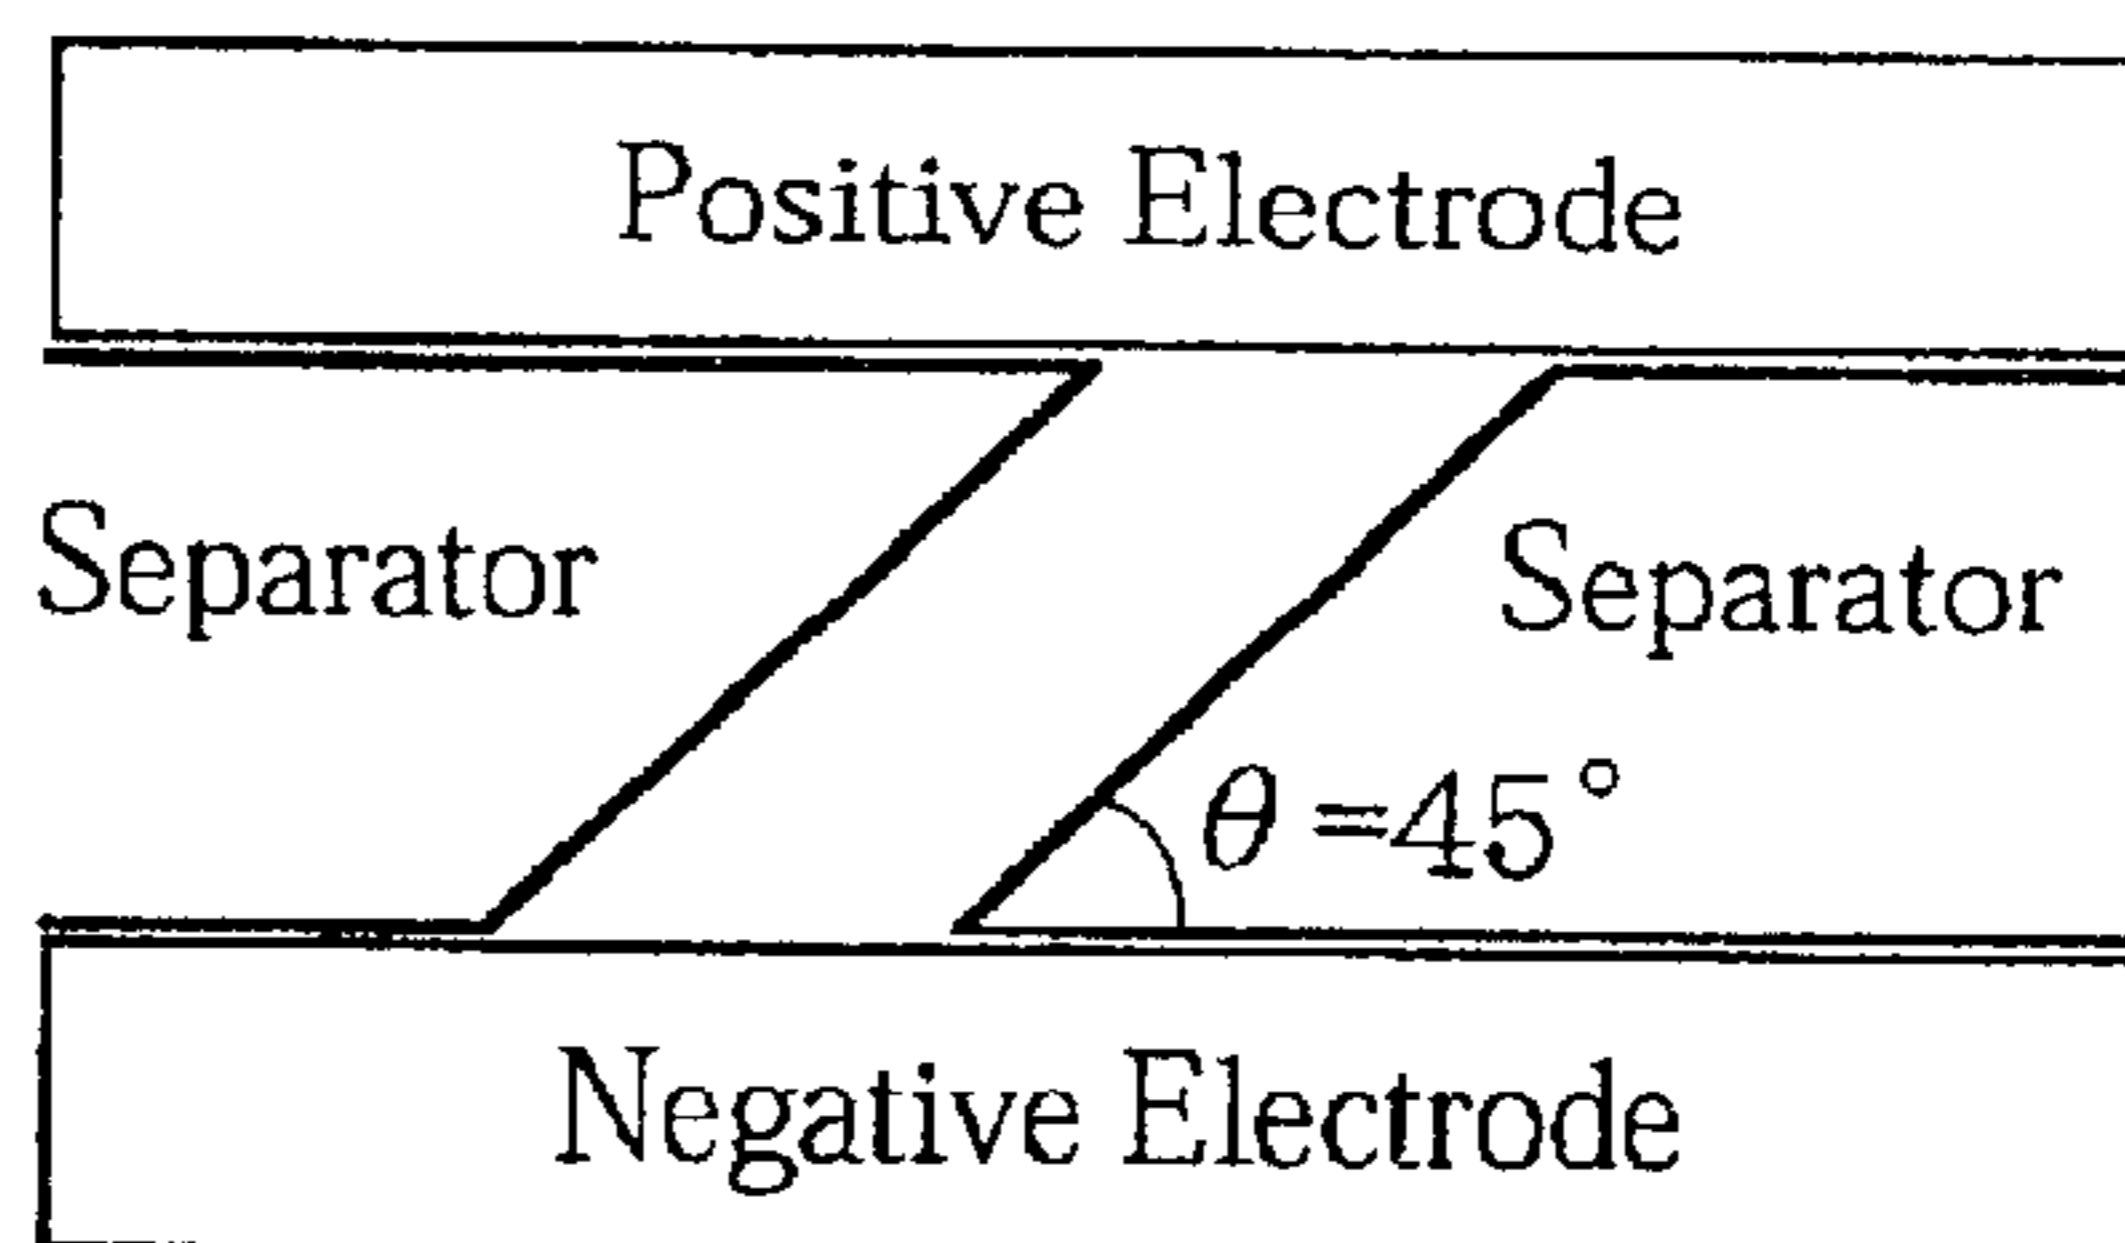 Positive Electrode
Separator
Separator
θ=45°
Negative Electrode